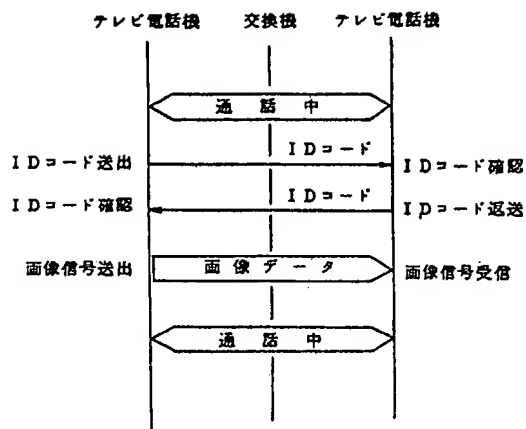 テレビ電話機 交換機 テレビ電話機
通話中
IDコード
IDコード送出 IDコード確認
IDコード
IDコード確認 IDコード返送
画像信号送出 画像データ 画像信号受信
通話中